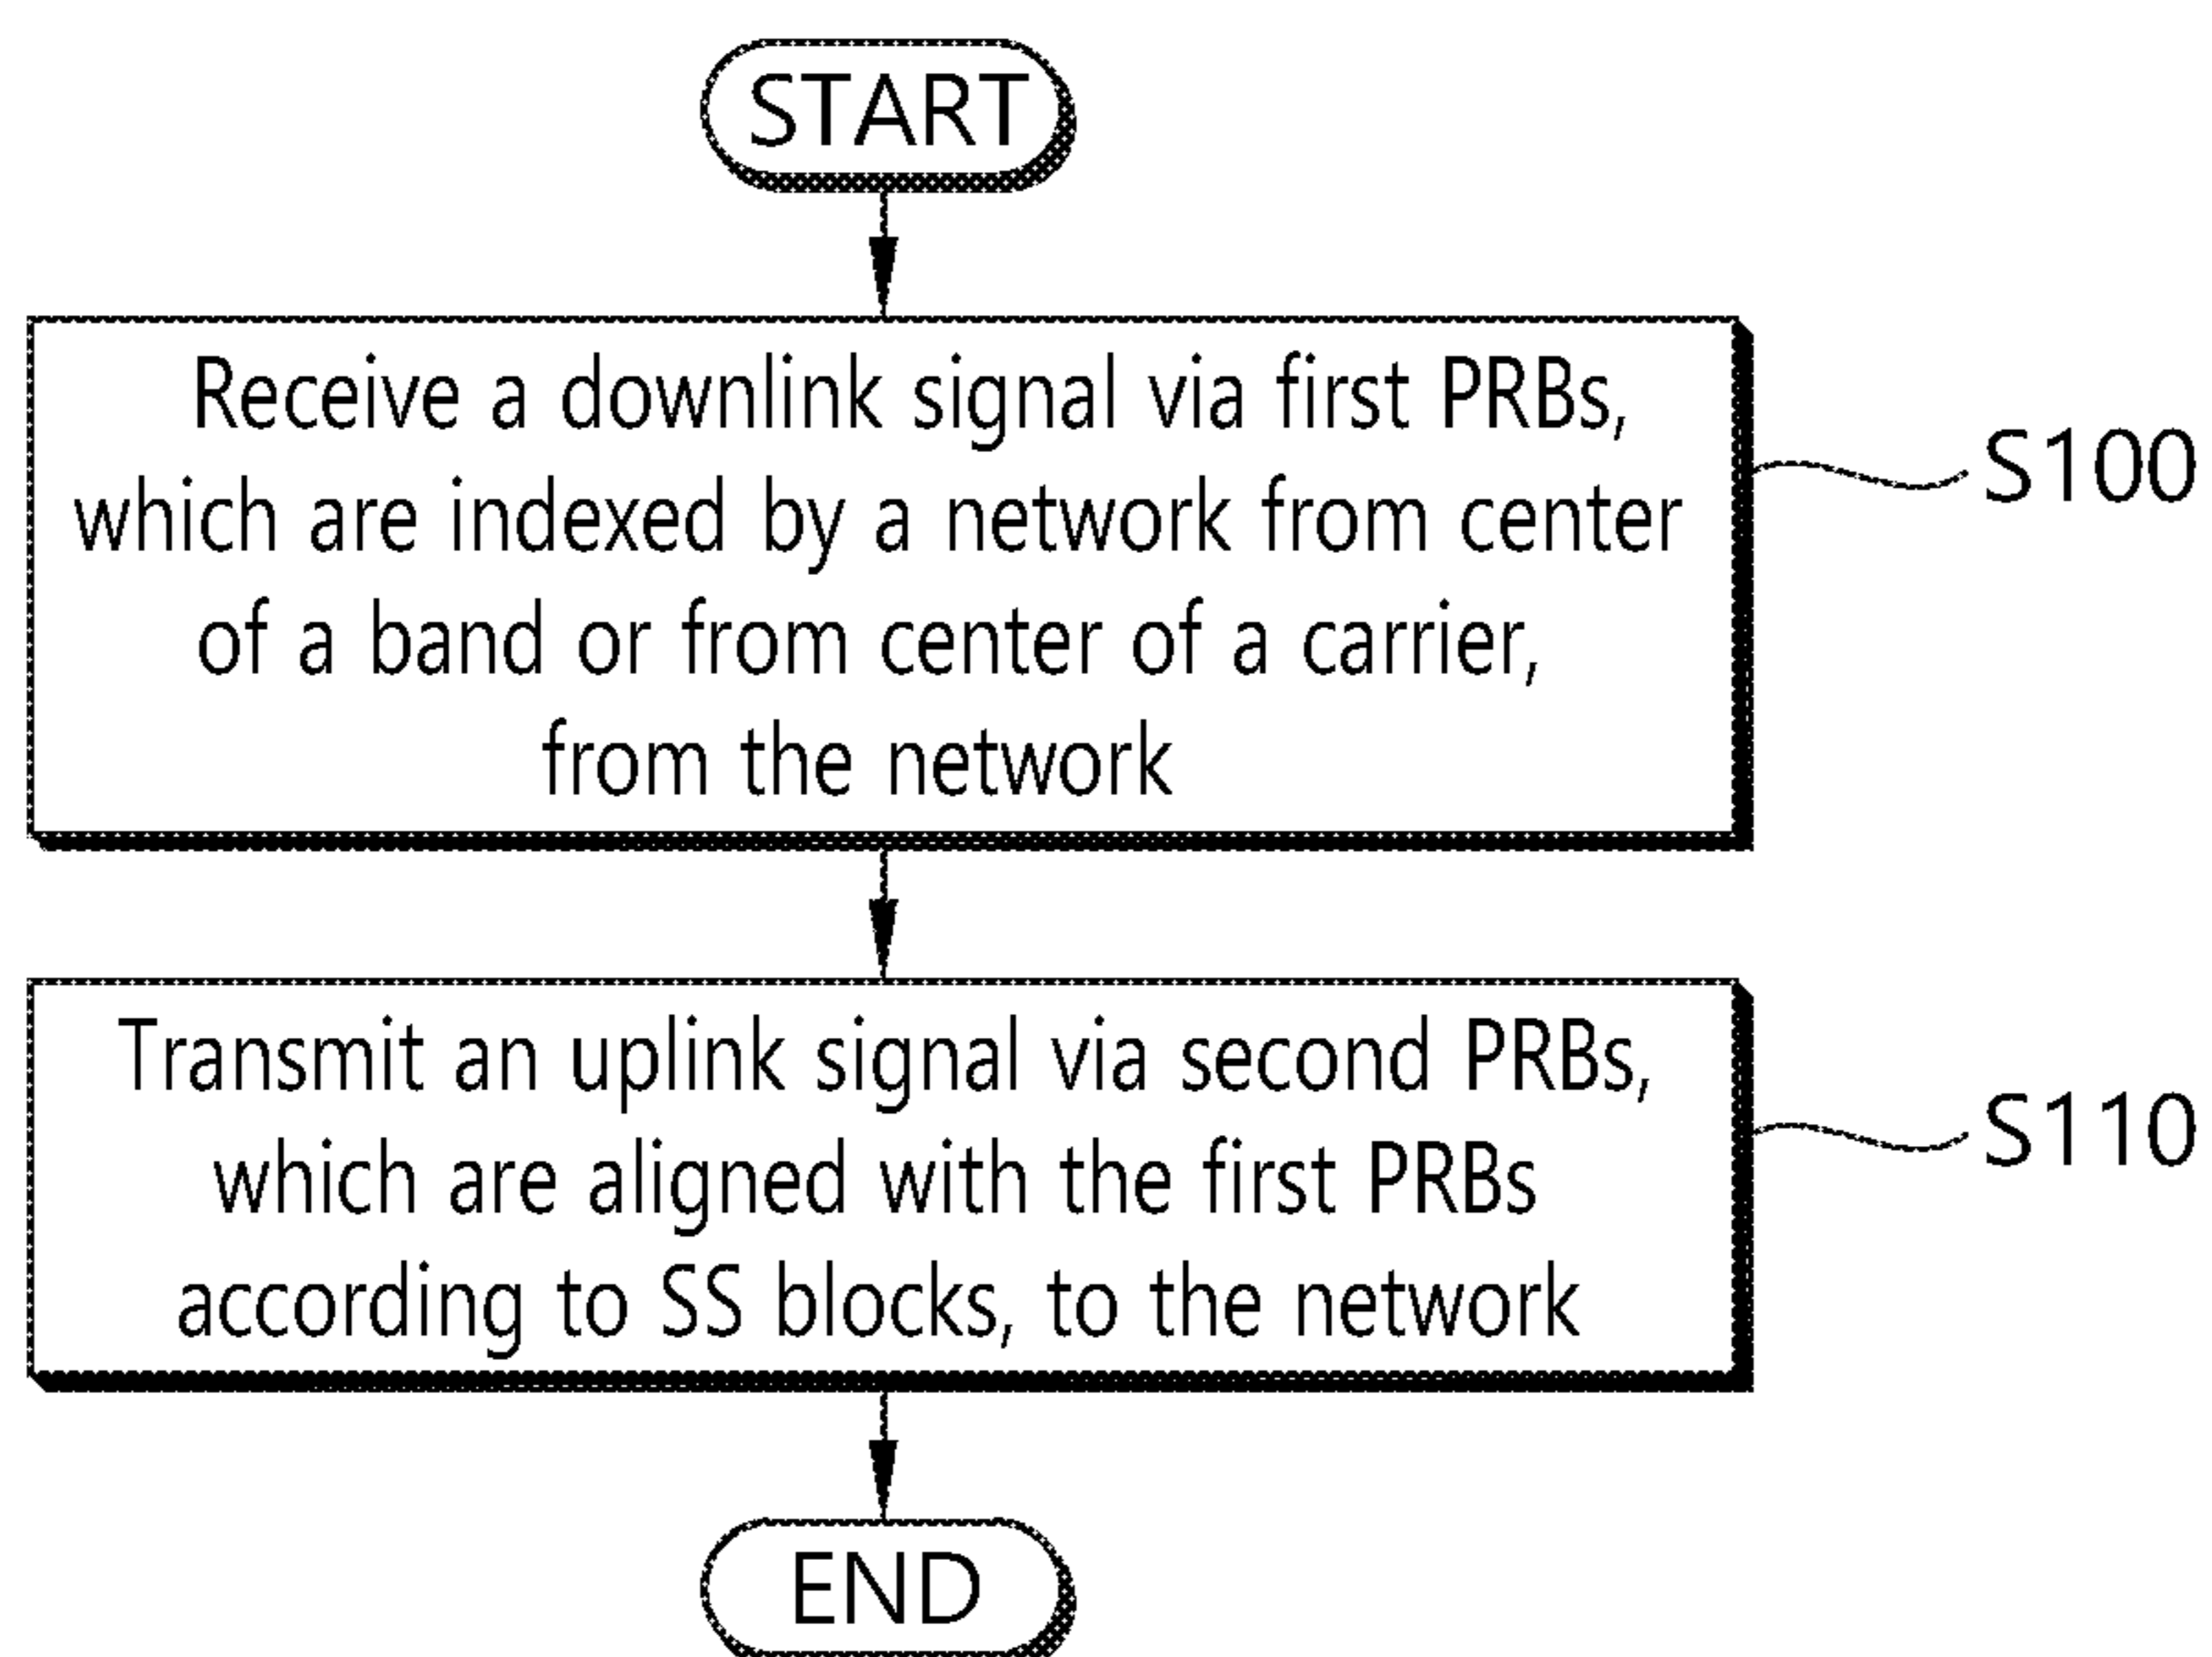 START
Receive a downlink signal via first PRBs,
which are indexed by a network from center
of a band or from center of a carrier,
from the network
S100
Transmit an uplink signal via second PRBs,
which are aligned with the first PRBs
according to SS blocks, to the network
S110
END